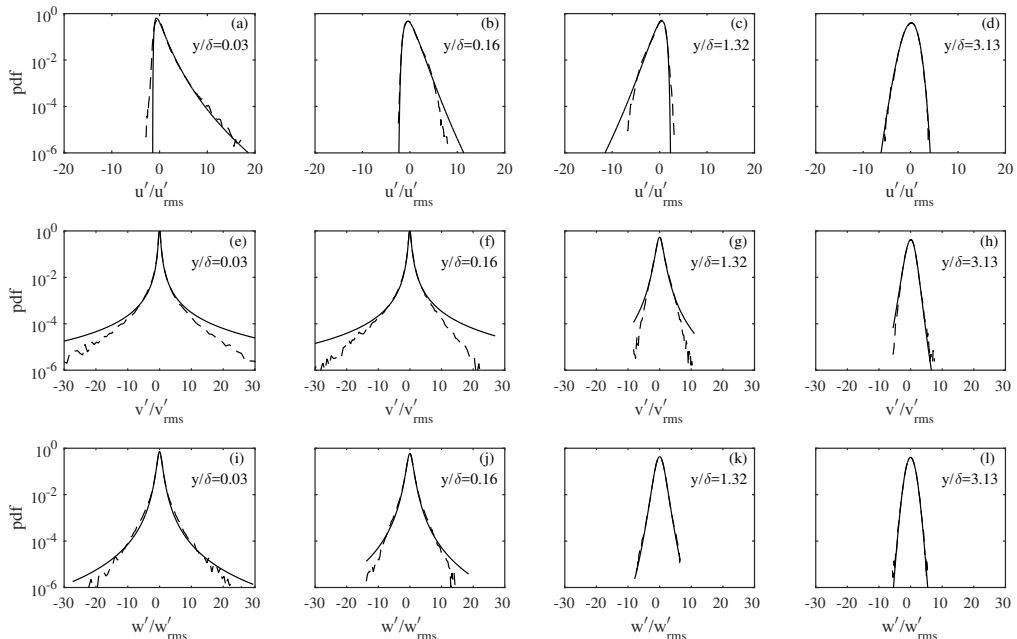 (a) (b) (c) (d)
y/δ=0.03 y/δ=0.16 y/δ=1.32 y/δ=3.13
10⁰
10⁻²
10⁻⁴
10⁻⁶
pdf
-20 -10 0 10 20 -20 -10 0 10 20 -20 -10 0 10 20 -20 -10 0 10 20
u′/u′rms u′/u′rms u′/u′rms u′/u′rms
(e) (f) (g) (h)
y/δ=0.03 y/δ=0.16 y/δ=1.32 y/δ=3.13
10⁰
10⁻²
10⁻⁴
10⁻⁶
pdf
-30 -20 -10 0 10 20 30 -30 -20 -10 0 10 20 30 -30 -20 -10 0 10 20 30 -30 -20 -10 0 10 20 30
v′/v′rms v′/v′rms v′/v′rms v′/v′rms
(i) (j) (k) (l)
y/δ=0.03 y/δ=0.16 y/δ=1.32 y/δ=3.13
10⁰
10⁻²
10⁻⁴
10⁻⁶
pdf
-30 -20 -10 0 10 20 30 -30 -20 -10 0 10 20 30 -30 -20 -10 0 10 20 30 -30 -20 -10 0 10 20 30
w′/w′rms w′/w′rms w′/w′rms w′/w′rms